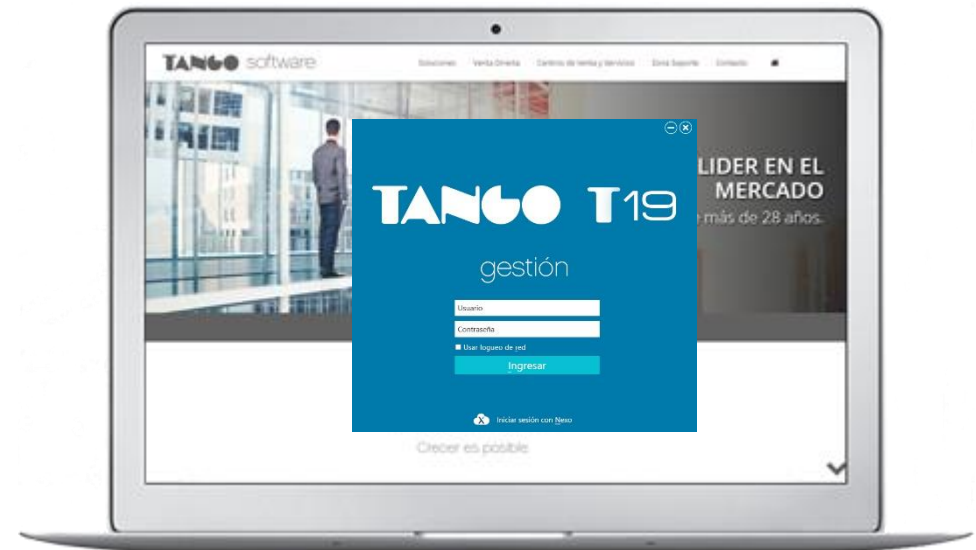 TANGO software
Soluciones Venta Directa Centros de Venta y Servicios Zona Soporte Contacto
LIDER EN EL
MERCADO
más de 28 años.
TANGO T19
gestión
Usuario
Contraseña
Usar logueo de red
Ingresar
X Iniciar sesión con Nexo
Crecer es posible